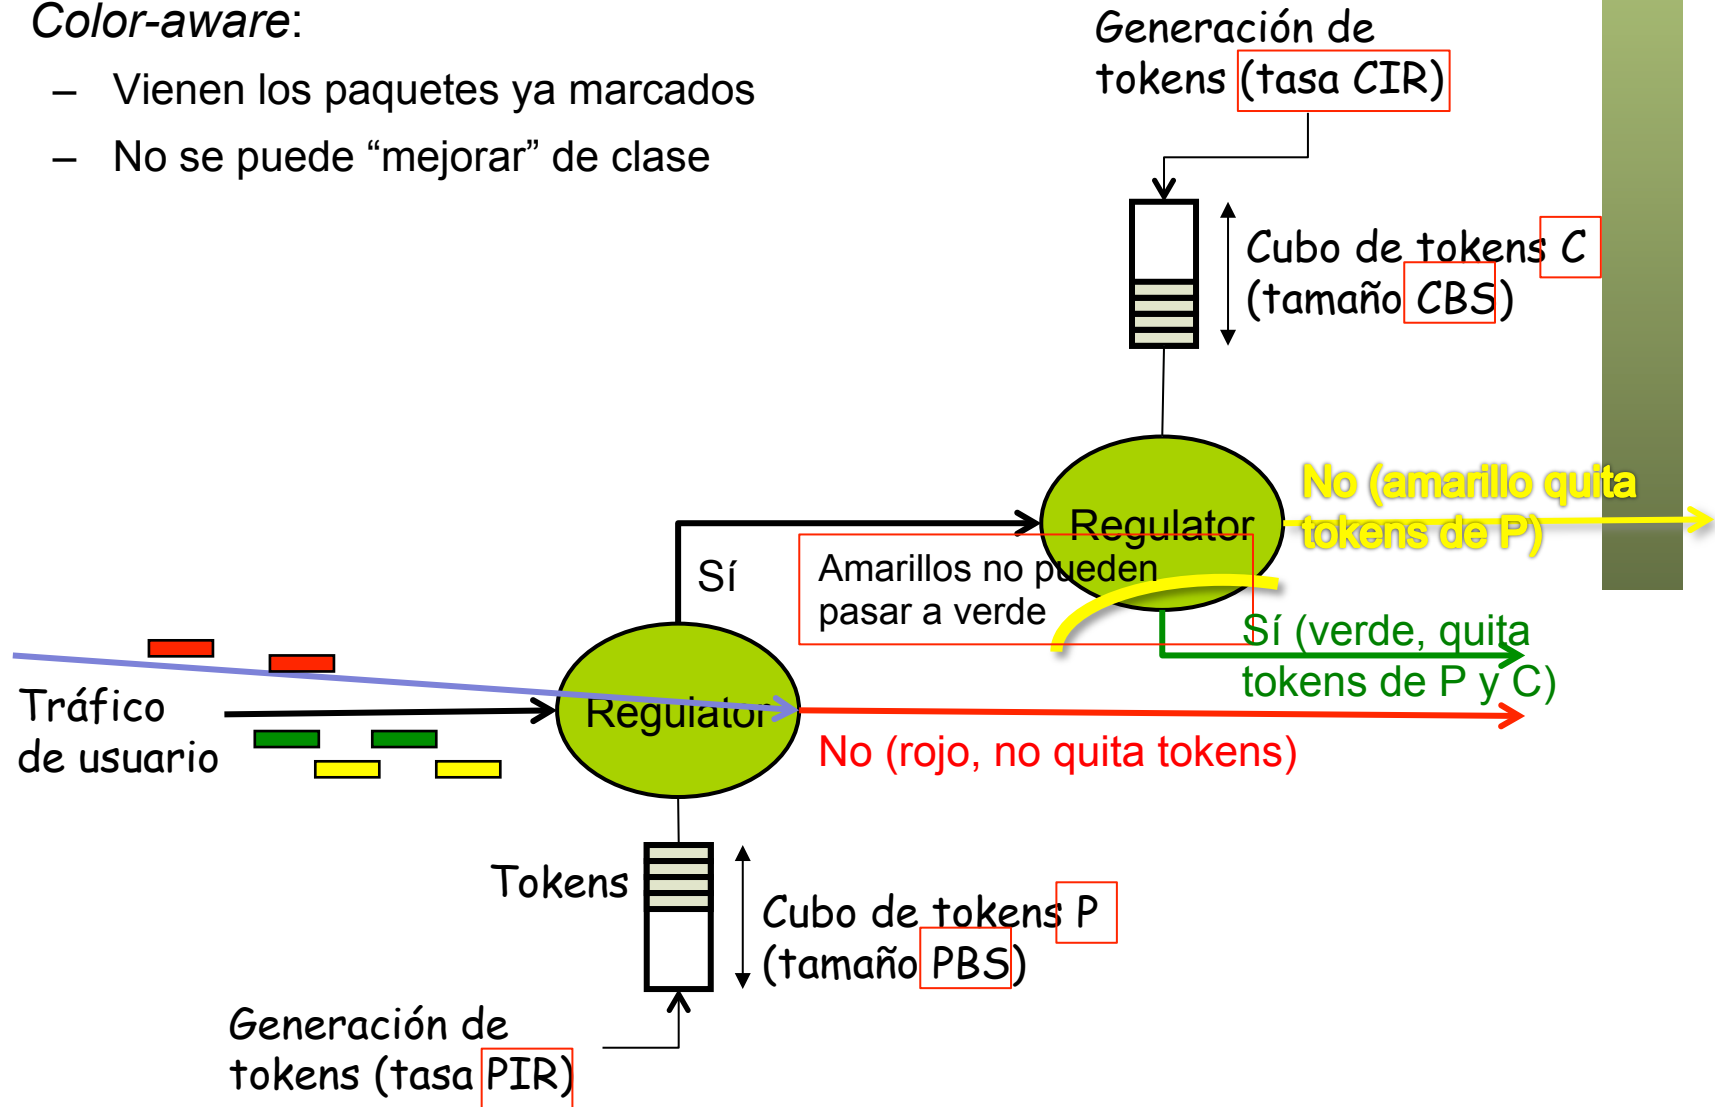 Color-aware:
– Vienen los paquetes ya marcados
– No se puede “mejorar” de clase
Generación de
tokens (tasa CIR)
Cubo de tokens C
(tamaño CBS)
Regulator
No (amarillo quita
tokens de P)
Sí
Amarillos no pueden
pasar a verde
Sí (verde, quita
tokens de P y C)
Tráfico
de usuario
Regulator
No (rojo, no quita tokens)
Tokens
Cubo de tokens P
(tamaño PBS)
Generación de
tokens (tasa PIR)